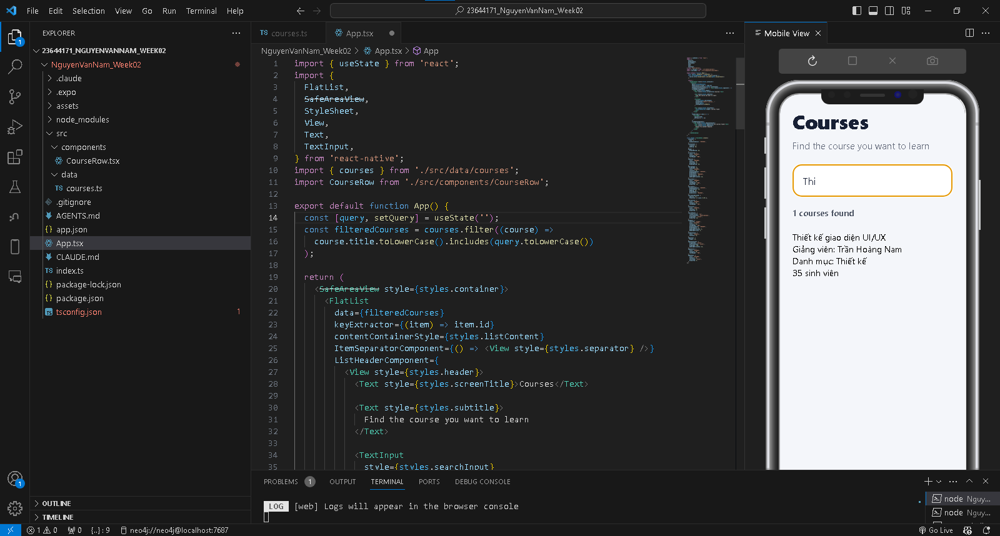 File Edit Selection View Go Run Terminal Help
23644171_NguyenVanNam_Week02
EXPLORER
23644171_NGUYENVANNAM_WEEK02
NguyenVanNam_Week02
.claude
.expo
assets
node_modules
src
components
CourseRow.tsx
data
TS courses.ts
.gitignore
AGENTS.md
{} app.json
App.tsx
CLAUDE.md
TS index.ts
{} package-lock.json
{} package.json
TS tsconfig.json 1
OUTLINE
TIMELINE
1
1
TS courses.ts
App.tsx
NguyenVanNam_Week02 > App.tsx > App
1 import { useState } from 'react';
2 import {
3 FlatList,
4 SafeAreaView,
5 StyleSheet,
6 View,
7 Text,
8 TextInput,
9 } from 'react-native';
10 import { courses } from './src/data/courses';
11 import CourseRow from './src/components/CourseRow';
12
13 export default function App() {
14 const [query, setQuery] = useState('');
15 const filteredCourses = courses.filter((course) =>
16 course.title.toLowerCase().includes(query.toLowerCase())
17 );
18
19 return (
20 <SafeAreaView style={styles.container}>
21 <FlatList
22 data={filteredCourses}
23 keyExtractor={(item) => item.id}
24 contentContainerStyle={styles.listContent}
25 ItemSeparatorComponent={() => <View style={styles.separator} />}
26 ListHeaderComponent={
27 <View style={styles.header}>
28 <Text style={styles.screenTitle}>Courses</Text>
29
30 <Text style={styles.subtitle}>
31 Find the course you want to learn
32 </Text>
33
34 <TextInput
35 style={styles.searchInput}
Mobile View
Courses
Find the course you want to learn
Thi
1 courses found
Thiết kế giao diện UI/UX
Giảng viên: Trần Hoàng Nam
Danh mục: Thiết kế
35 sinh viên
PROBLEMS 1 OUTPUT TERMINAL PORTS DEBUG CONSOLE
LOG [web] Logs will appear in the browser console
node Nguy...
node Nguy...
1 0 0 {..} : 9 neo4j://neo4j@localhost:7687
Go Live